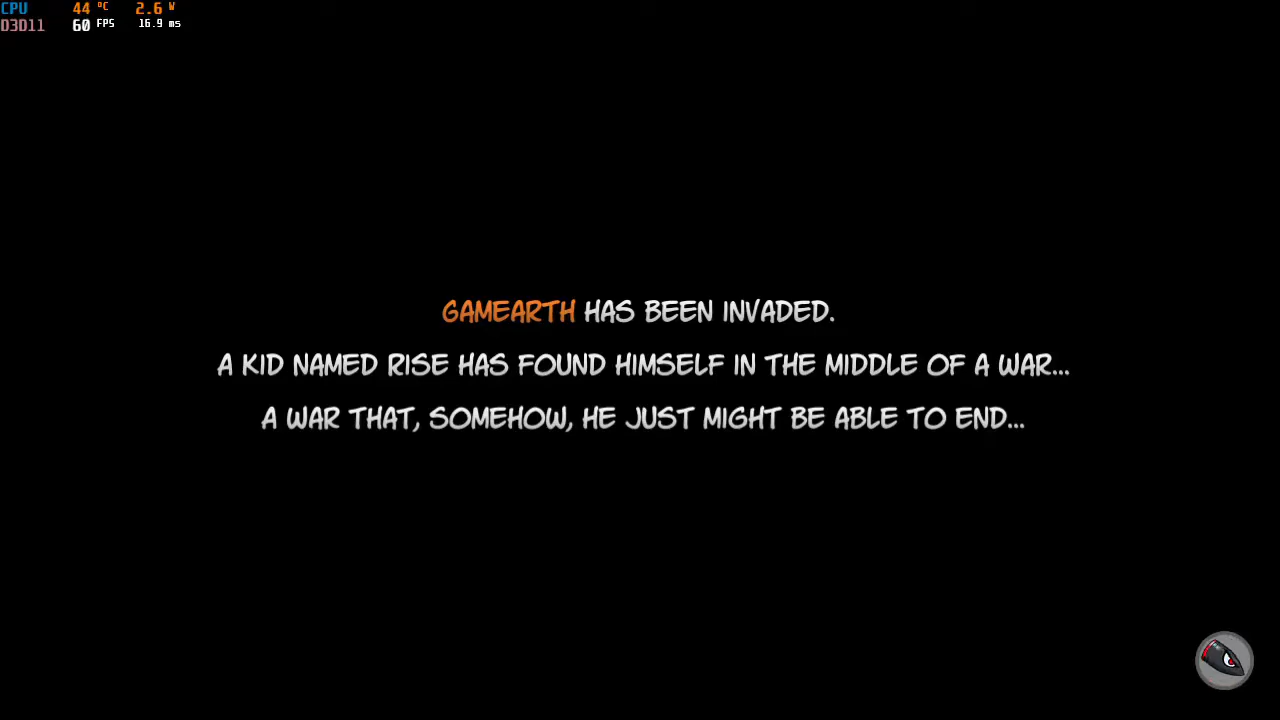 CPU 44 °C 2.6 W
D3D11 60 FPS 16.9 ms
GAMEARTH HAS BEEN INVADED.
A KID NAMED RISE HAS FOUND HIMSELF IN THE MIDDLE OF A WAR...
A WAR THAT, SOMEHOW, HE JUST MIGHT BE ABLE TO END...